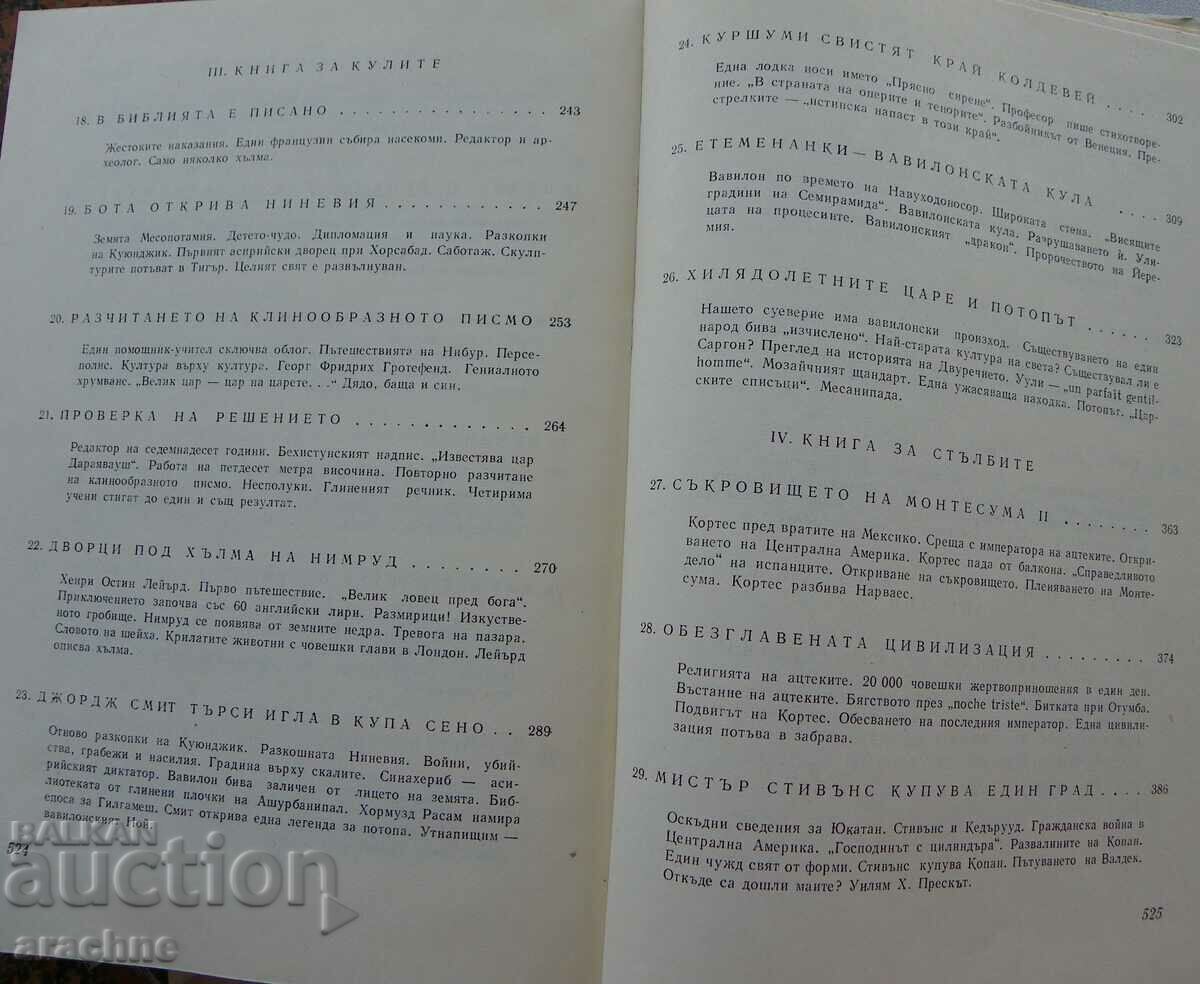 III. КНИГА ЗА КУЛИТЕ
18. В БИБЛИЯТА Е ПИСАНО . . . . . . . . . . . 243
Жестоките наказания. Един французин събира насекоми. Редактор и ар-
хеолог. Само няколко хълма.
19. БОТА ОТКРИВА НИНЕВИЯ . . . . . . . . . . . . 247
Земята Месопотамия. Детето-чудо. Дипломация и наука. Разкопки
на Куюнджик. Първият асирийски дворец при Хорсабад. Саботаж. Скулп-
турите потъват в Тигър. Целият свят е развълнуван.
20. РАЗЧИТАНЕТО НА КЛИНООБРАЗНОТО ПИСМО 253
Един помощник-учител сключва облог. Пътешествията на Нибур. Персе-
полис. Култура върху култура. Георг Фридрих Гротефенд. Гениалното
хрумване. „Велик цар — цар на царете. . .“ Дядо, баща и син.
21. ПРОВЕРКА НА РЕШЕНИЕТО . . . . . . . . . . . . . 264
Редактор на седемнадесет години. Бехистунският надпис. „Известява цар
Дараявауш“. Работа на петдесет метра височина. Повторно разчитане
на клинообразното писмо. Несполуки. Глиненият речник. Четирима
учени стигат до един и същ резултат.
22. ДВОРЦИ ПОД ХЪЛМА НА НИМРУД . . . . . . . . . 270
Хенри Остин Лейърд. Първо пътешествие. „Велик ловец пред бога“.
Приключението започва със 60 английски лири. Размирици! Изкустве-
ното гробище. Нимруд се появява от земните недра. Тревога на пазара.
Словото на шейха. Крилатите животни с човешки глави в Лондон. Лейърд
описва хълма.
23. ДЖОРДЖ СМИТ ТЪРСИ ИГЛА В КУПА СЕНО . . 289
Отново разкопки на Куюнджик. Разкошната Ниневия. Войни, убий-
ства, грабежи и насилия. Градина върху скалите. Синахериб — аси-
рийският диктатор. Вавилон бива заличен от лицето на земята. Биб-
лиотеката от глинени плочки на Ашурбанипал. Хормузд Расам намира
епоса за Гилгамеш. Смит открива една легенда за потопа. Утнапищим —
вавилонският Ной.
524
24. КУРШУМИ СВИСТЯТ КРАЙ КОЛДЕВЕЙ . . . . 302
Една лодка носи името „Прясно сирене“. Професор пише стихотворе-
ние. „В страната на оперите и тенорите“. Разбойникът от Венеция. Пре-
стрелките — „истинска напаст в този край“.
25. ЕТЕМЕНАНКИ — ВАВИЛОНСКАТА КУЛА . . . . 309
Вавилон по времето на Навуходоносор. Широката стена. „Висящите
градини на Семирамида“. Вавилонската кула. Разрушаването ѝ. Ули-
цата на процесиите. Вавилонският „дракон“. Пророчеството на Йере-
мия.
26. ХИЛЯДОЛЕТНИТЕ ЦАРЕ И ПОТОПЪТ . . . . . . 323
Нашето суеверие има вавилонски произход. Съществуването на един
народ бива „изчислено“. Най-старата култура на света? Съществувал ли е
Саргон? Преглед на историята на Двуречието. Уули — „un parfait gentil-
homme“. Мозайчният щандарт. Една ужасяваща находка. Потопът. „Цар-
ските списъци“. Месанипада.
IV. КНИГА ЗА СТЪЛБИТЕ
27. СЪКРОВИЩЕТО НА МОНТЕСУМА II . . . . . . . . 363
Кортес пред вратите на Мексико. Среща с императора на ацтеките. Откри-
ването на Централна Америка. Кортес пада от балкона. „Справедливото
дело“ на испанците. Откриване на съкровището. Пленяването на Монте-
сума. Кортес разбива Нарваес.
28. ОБЕЗГЛАВЕНАТА ЦИВИЛИЗАЦИЯ . . . . . . . . . 374
Религията на ацтеките. 20 000 човешки жертвоприношения в един ден.
Въстание на ацтеките. Бягството през „noche triste“. Битката при Отумба.
Подвигът на Кортес. Обесването на последния император. Една цивили-
зация потъва в забрава.
29. МИСТЪР СТИВЪНС КУПУВА ЕДИН ГРАД . . . . 386
Оскъдни сведения за Юкатан. Стивънс и Кедърууд. Гражданска война в
Централна Америка. „Господинът с цилиндъра“. Развалините на Копан.
Един чужд свят от форми. Стивънс купува Копан. Пътуването на Валдек.
Откъде са дошли маите? Уилям Х. Прескът.
525
BALKAN
auction
arachne